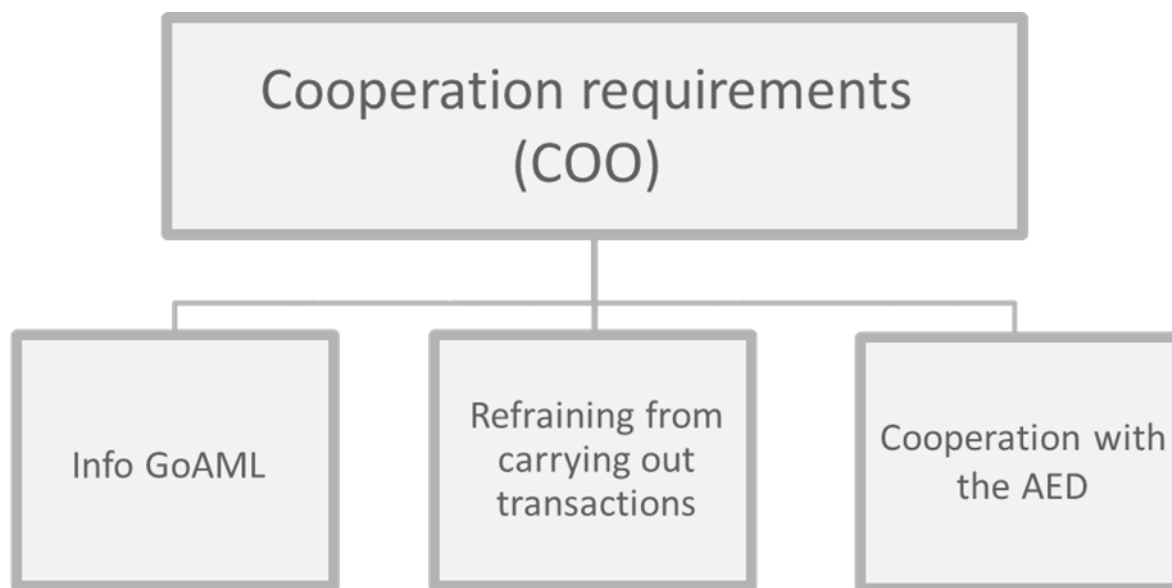 Cooperation requirements
(COO)
Info GoAML
Refraining from
carrying out
transactions
Cooperation with
the AED